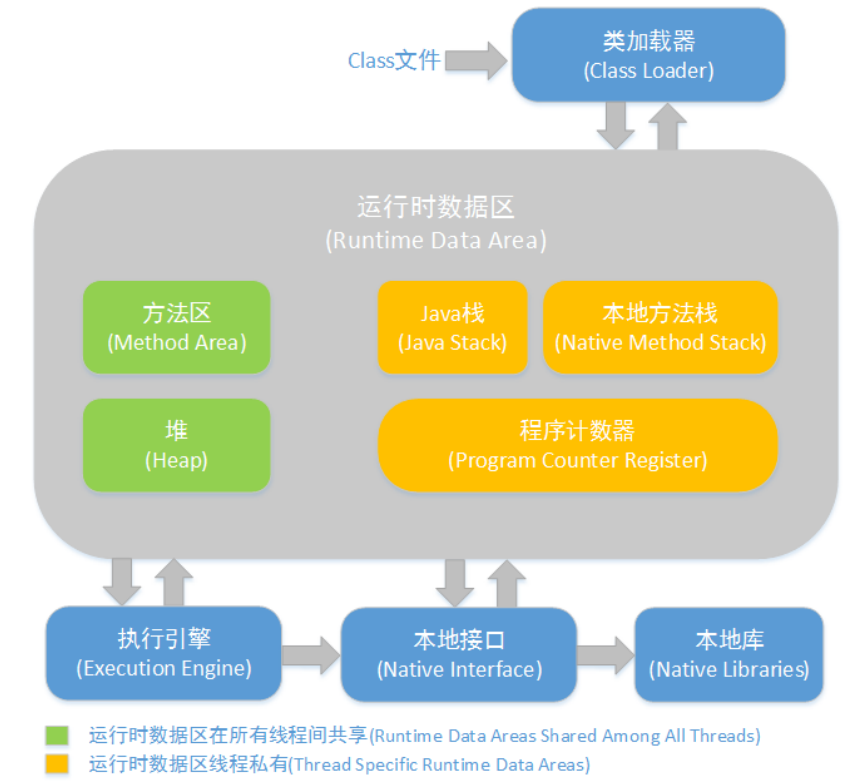 类加载器
(Class Loader)
Class文件
运行时数据区
(Runtime Data Area)
方法区
(Method Area)
Java栈
(Java Stack)
本地方法栈
(Native Method Stack)
堆
(Heap)
程序计数器
(Program Counter Register)
执行引擎
(Execution Engine)
本地接口
(Native Interface)
本地库
(Native Libraries)
运行时数据区在所有线程间共享(Runtime Data Areas Shared Among All Threads)
运行时数据区线程私有(Thread Specific Runtime Data Areas)